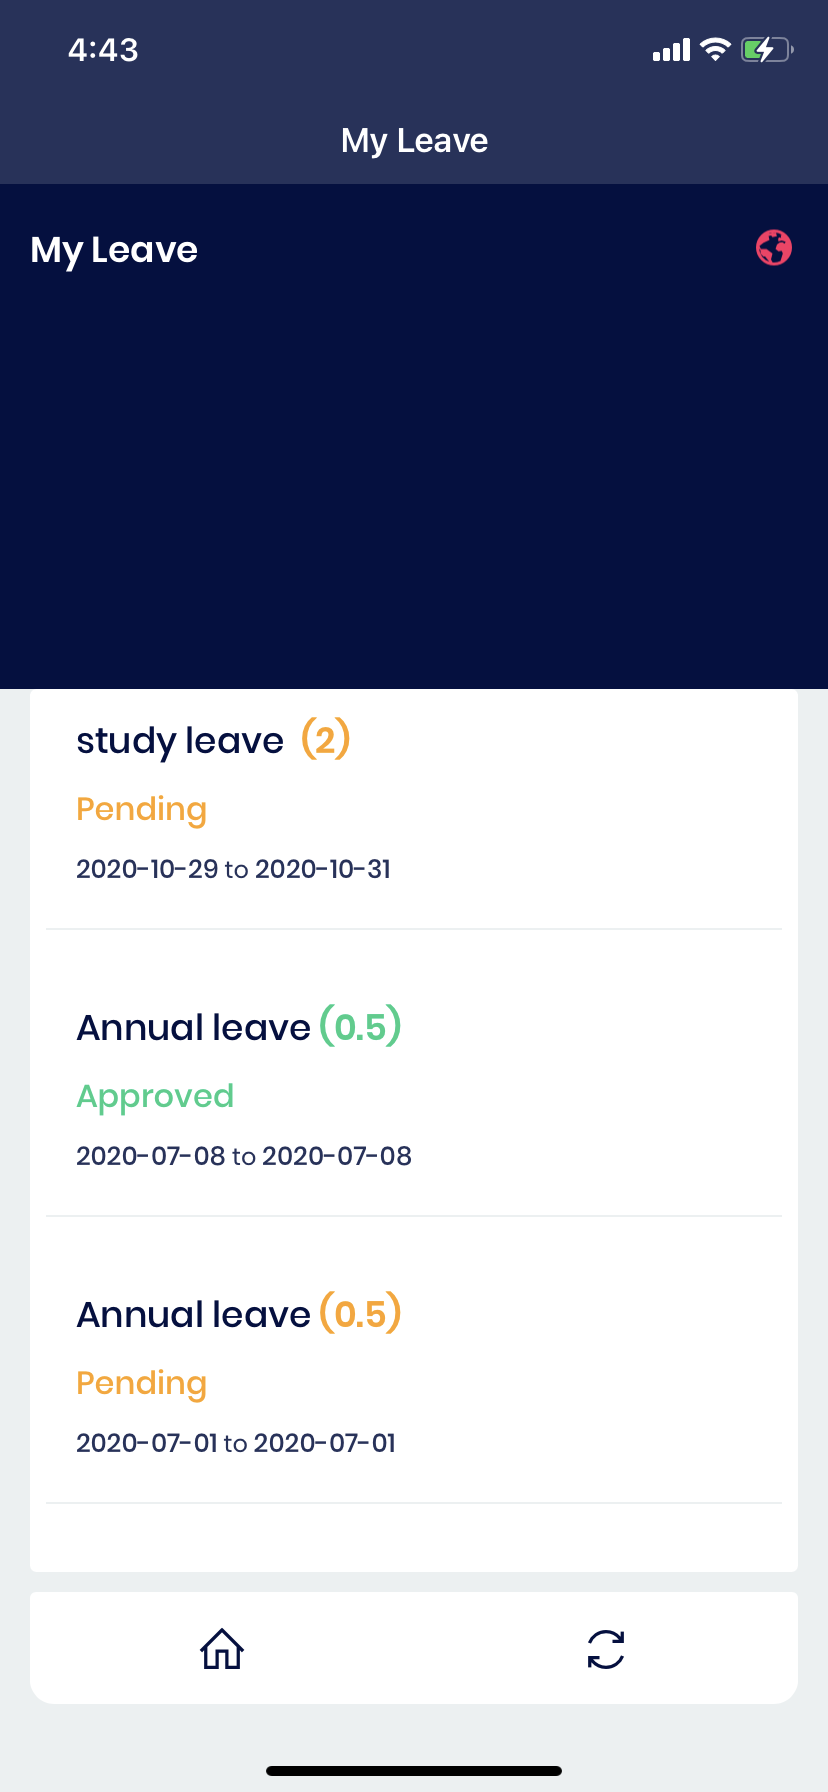 4:43
My Leave
My Leave
study leave (2)
Pending
2020-10-29 to 2020-10-31
Annual leave (0.5)
Approved
2020-07-08 to 2020-07-08
Annual leave (0.5)
Pending
2020-07-01 to 2020-07-01